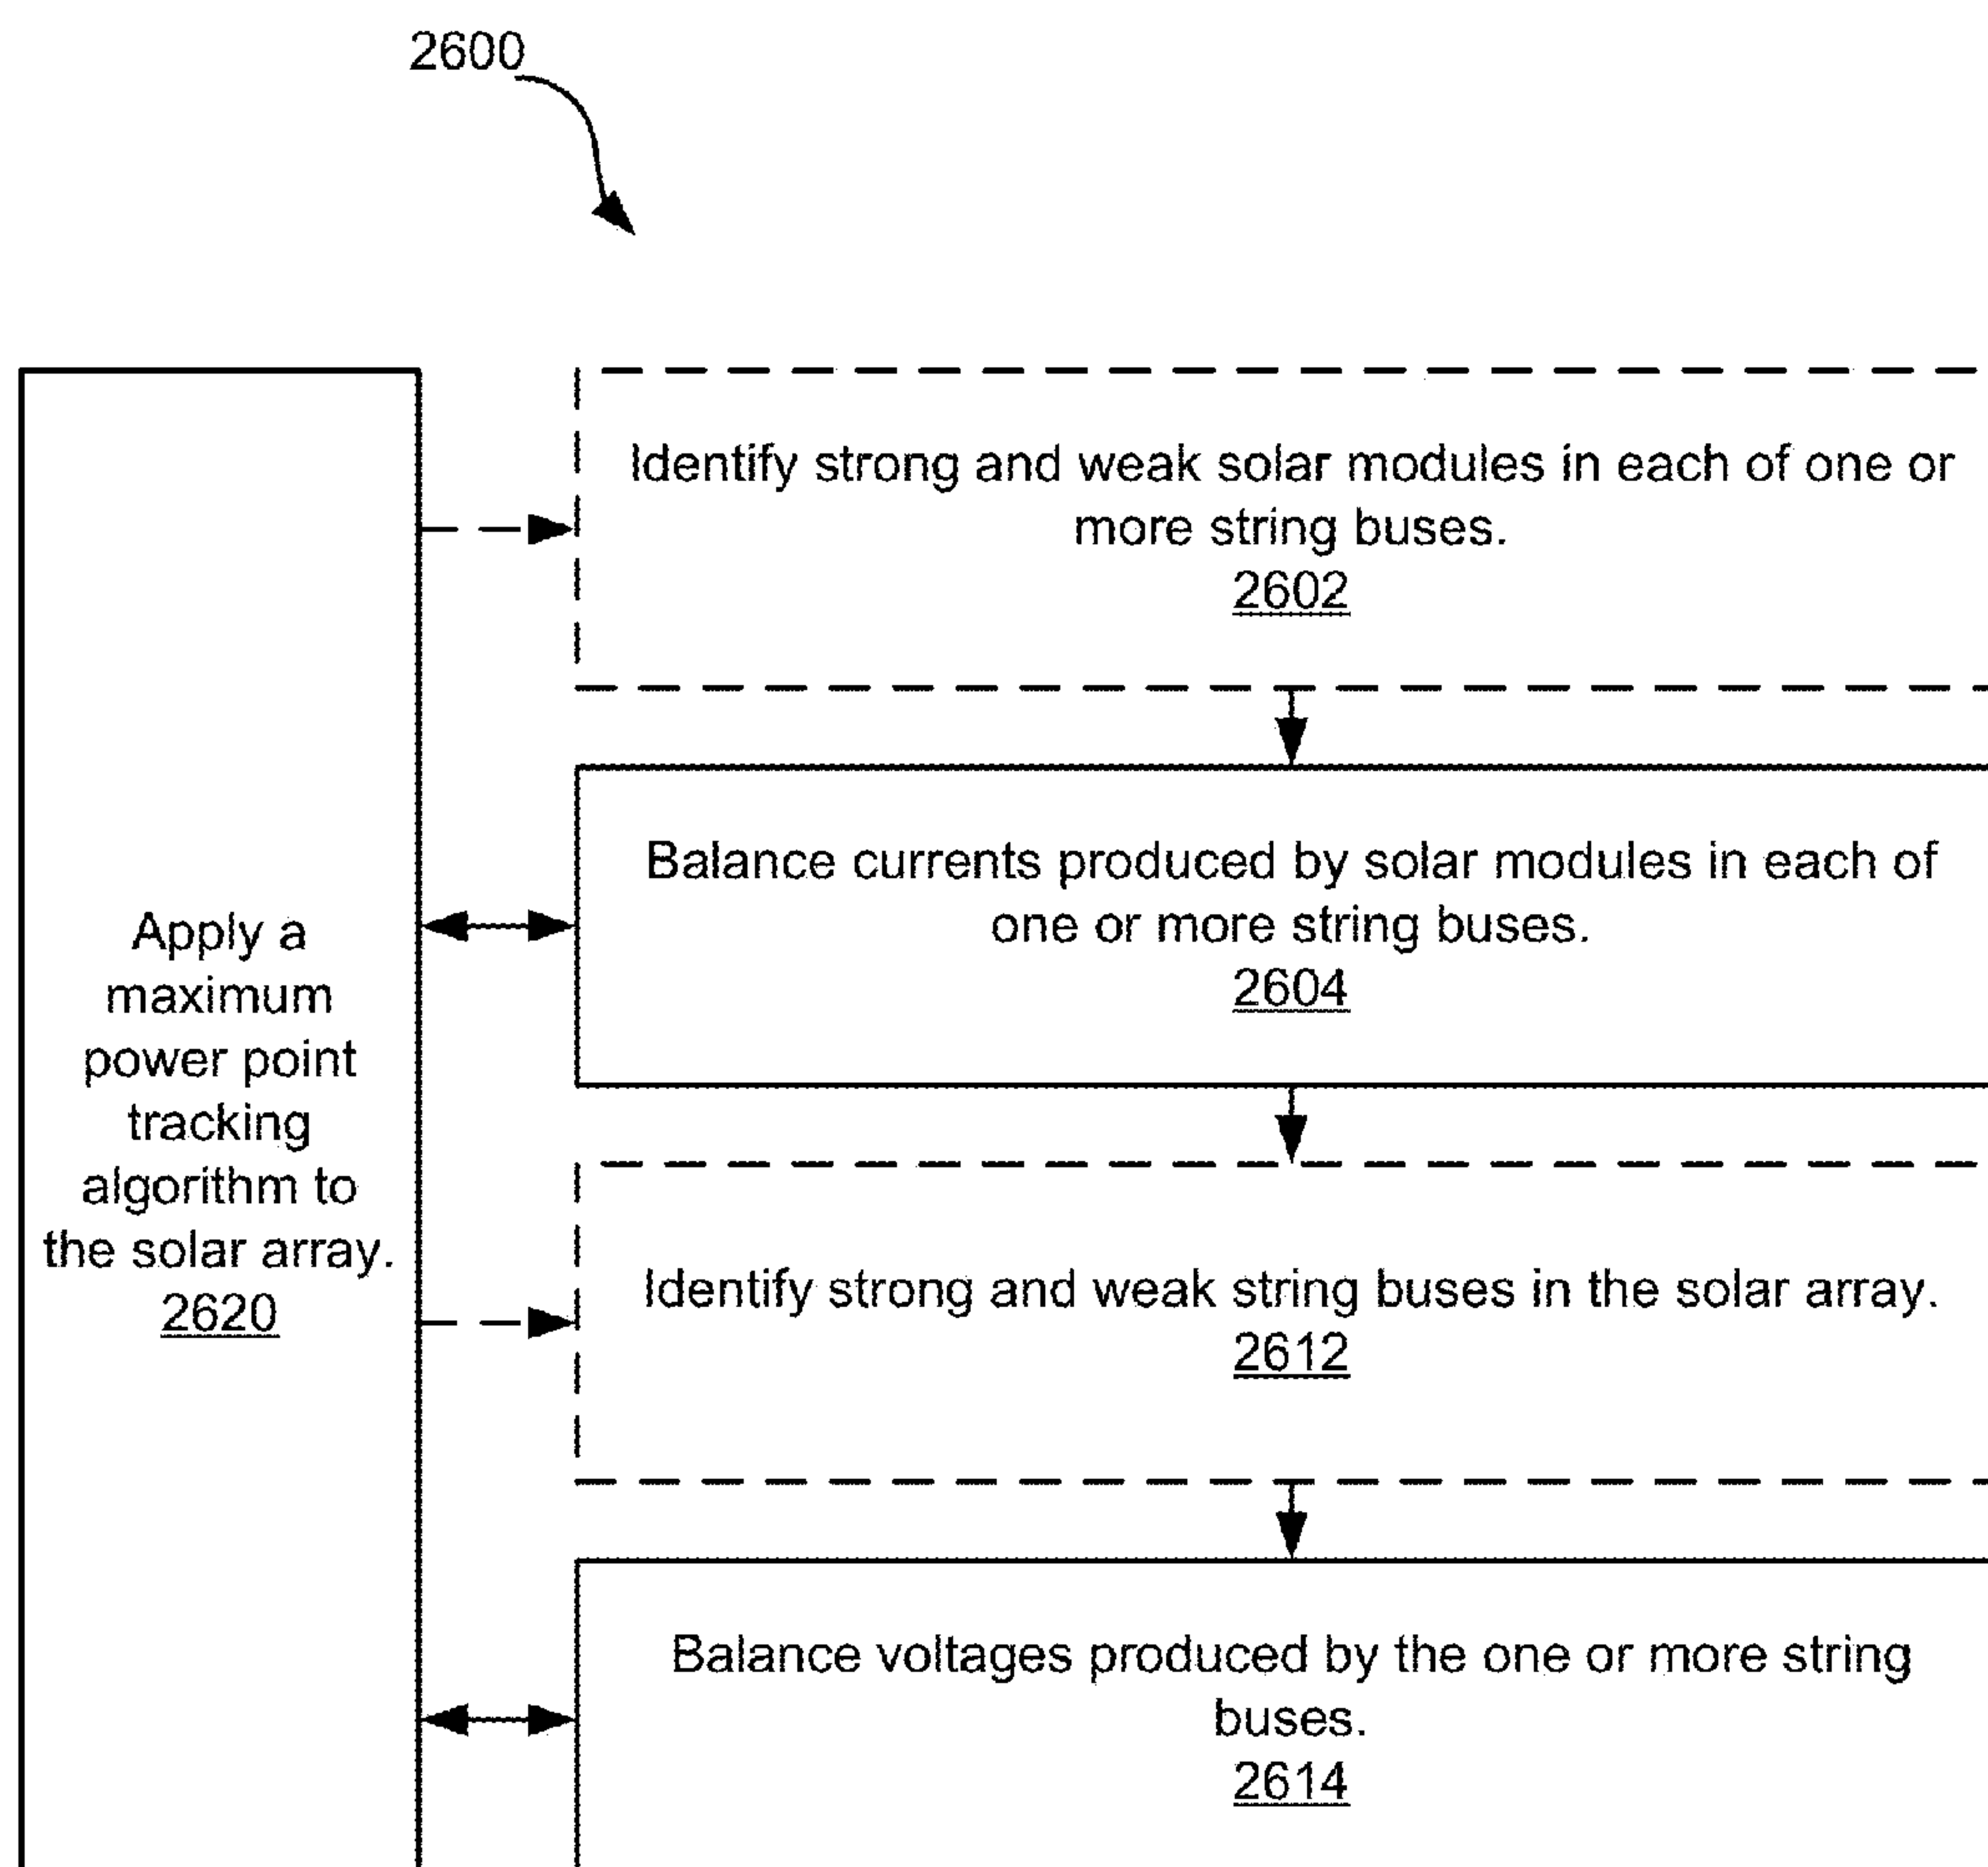 2600
Identify strong and weak solar modules in each of one or
more string buses.
2602
Balance currents produced by solar modules in each of
one or more string buses.
2604
Apply a
maximum
power point
tracking
algorithm to
the solar array.
2620
Identify strong and weak string buses in the solar array.
2612
Balance voltages produced by the one or more string
buses.
2614